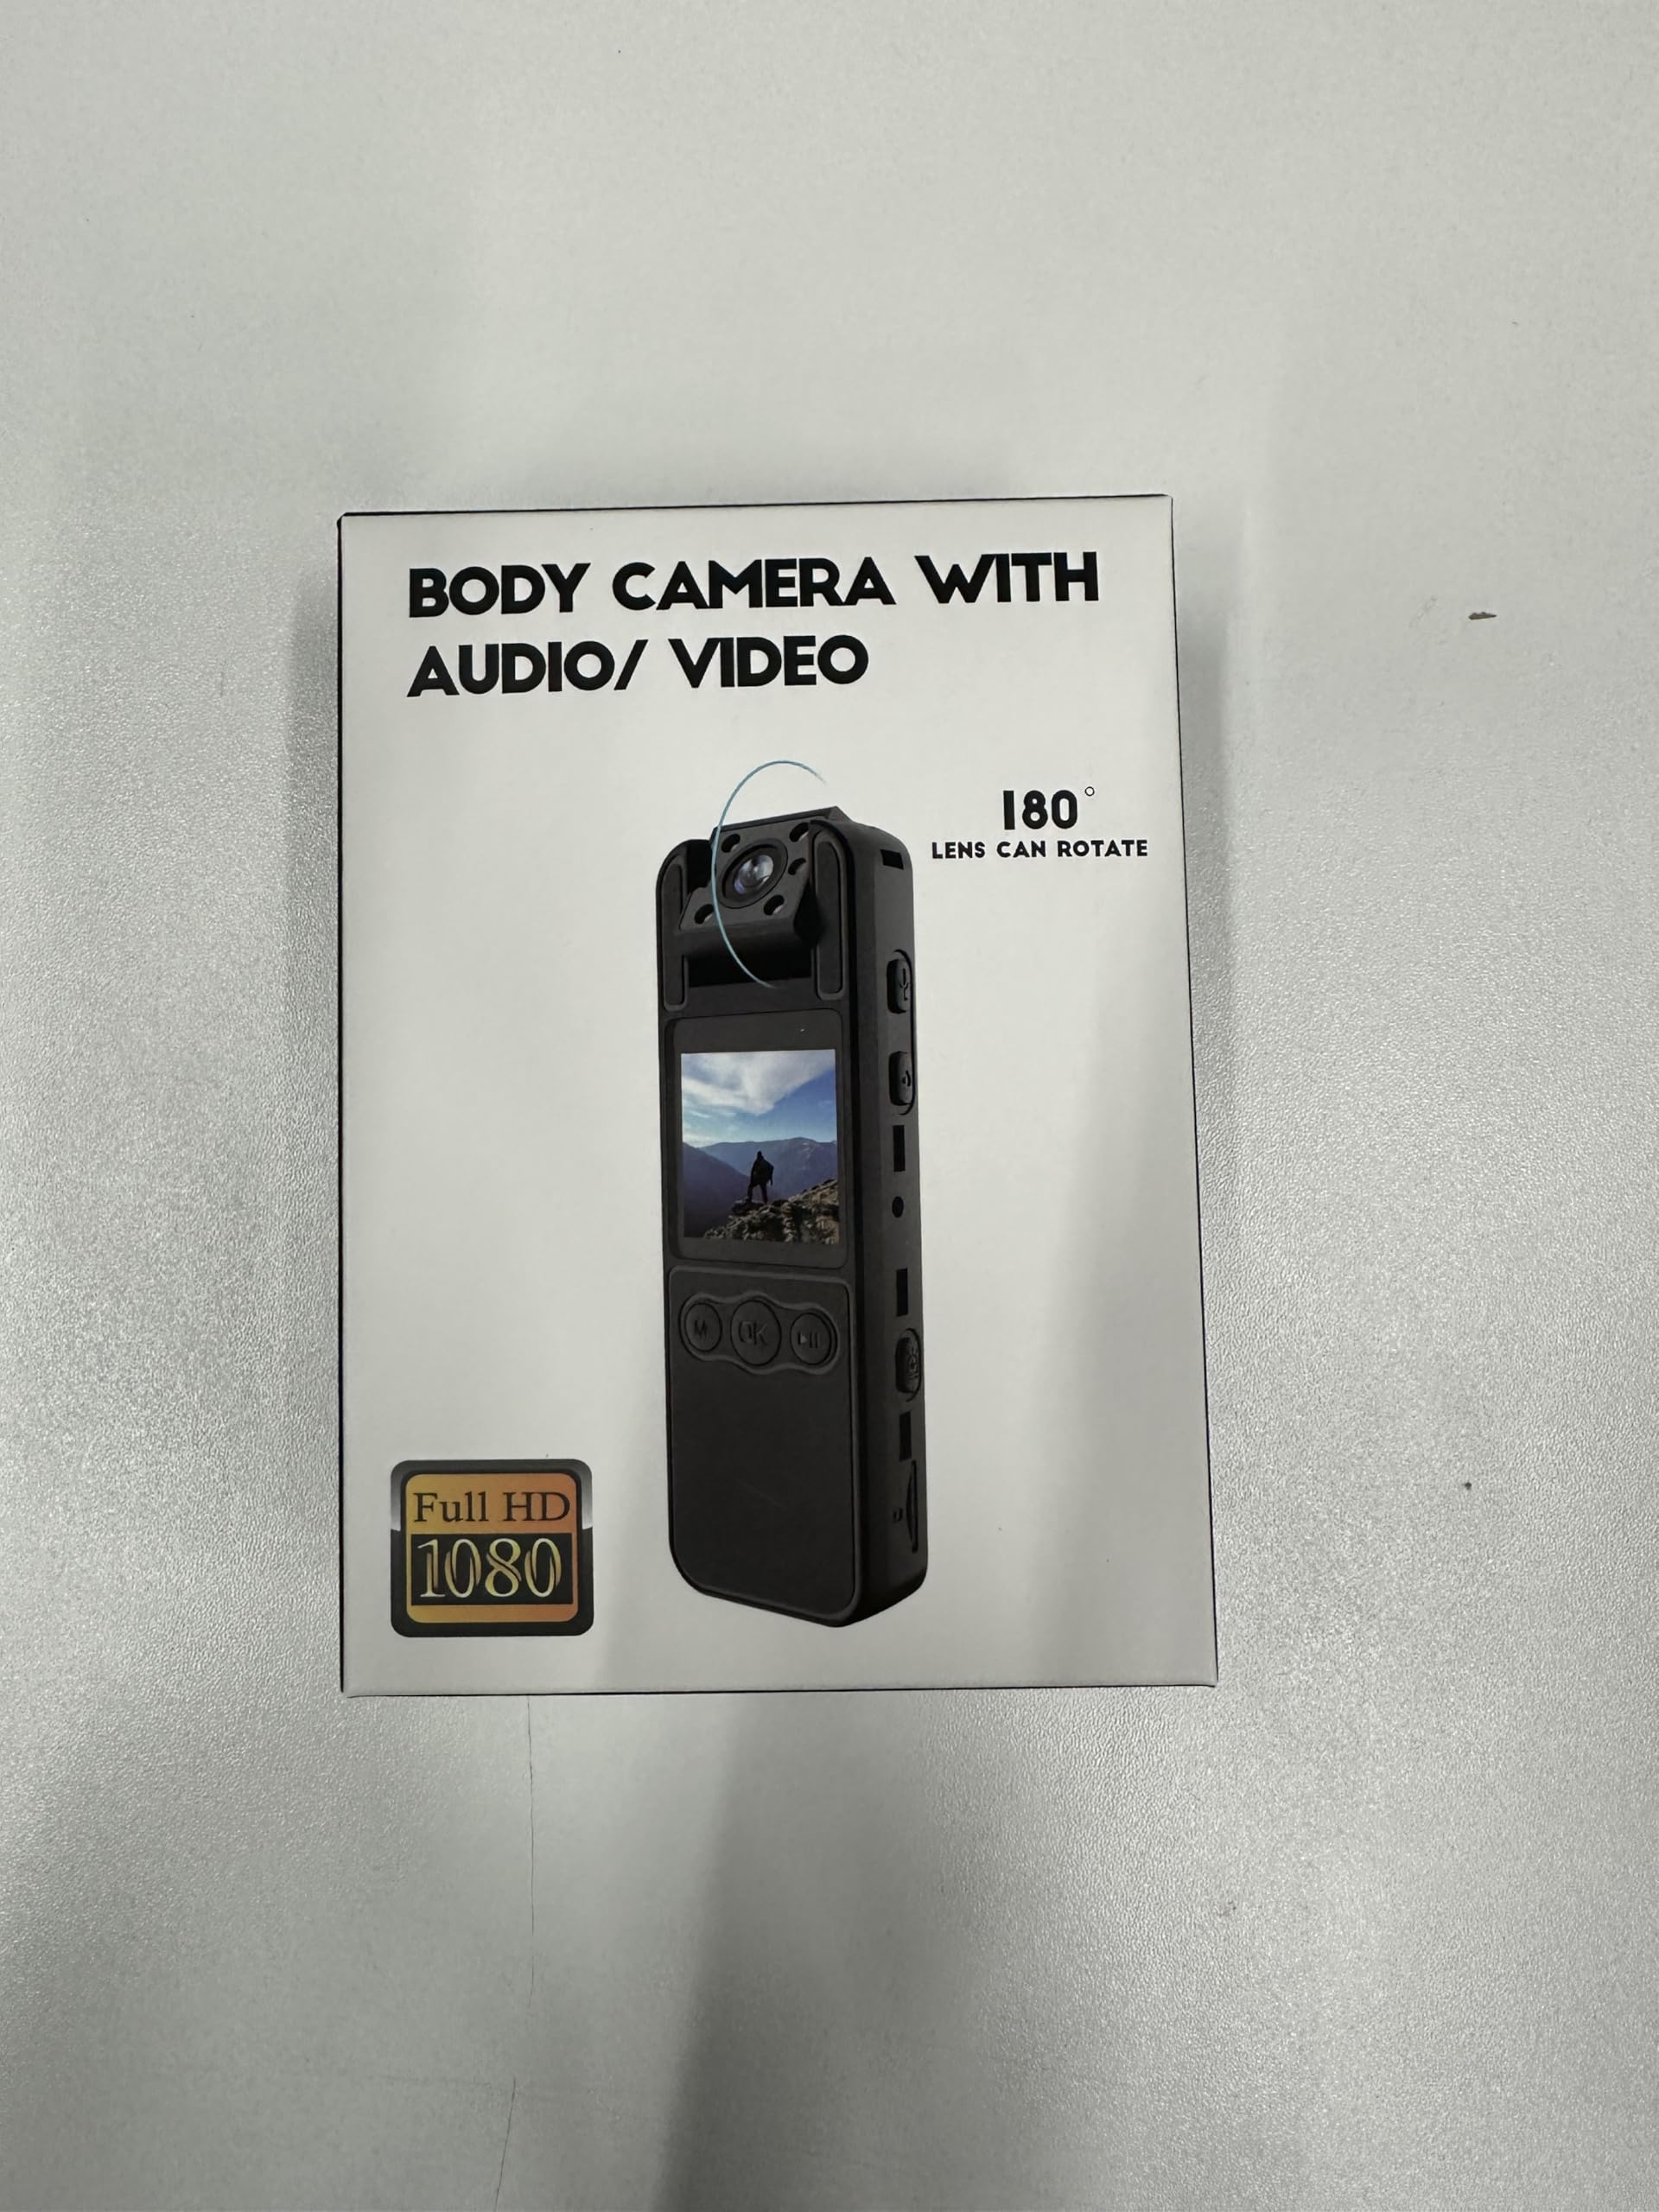 BODY CAMERA WITH
AUDIO/ VIDEO
180°
LENS CAN ROTATE
M OK
Full HD
1080